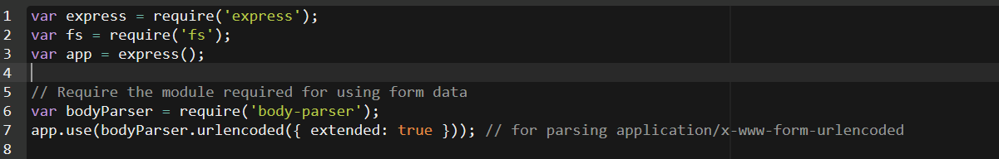 1 var express = require('express');
2 var fs = require('fs');
3 var app = express();
4
5 // Require the module required for using form data
6 var bodyParser = require('body-parser');
7 app.use(bodyParser.urlencoded({ extended: true })); // for parsing application/x-www-form-urlencoded
8